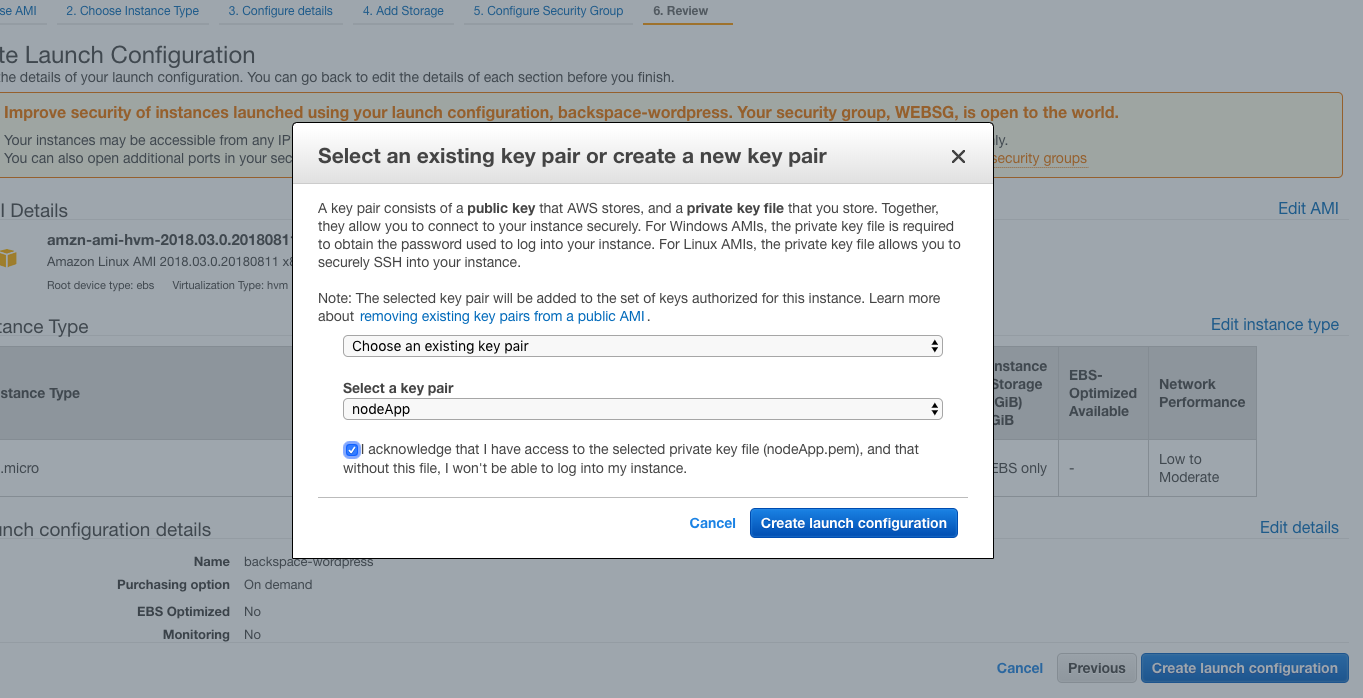 se AMI 2. Choose Instance Type 3. Configure details 4. Add Storage 5. Configure Security Group 6. Review
te Launch Configuration
he details of your launch configuration. You can go back to edit the details of each section before you finish.
Improve security of instances launched using your launch configuration, backspace-wordpress. Your security group, WEBSG, is open to the world.
Your instances may be accessible from any IP
ly.
You can also open additional ports in your sec
security groups
Select an existing key pair or create a new key pair
A key pair consists of a public key that AWS stores, and a private key file that you store. Together,
they allow you to connect to your instance securely. For Windows AMIs, the private key file is required
to obtain the password used to log into your instance. For Linux AMIs, the private key file allows you to
securely SSH into your instance.
Note: The selected key pair will be added to the set of keys authorized for this instance. Learn more
about removing existing key pairs from a public AMI .
Choose an existing key pair
Select a key pair
nodeApp
I acknowledge that I have access to the selected private key file (nodeApp.pem), and that
without this file, I won't be able to log into my instance.
Cancel Create launch configuration
I Details Edit AMI
amzn-ami-hvm-2018.03.0.20180811
Amazon Linux AMI 2018.03.0.20180811 x8
Root device type: ebs Virtualization Type: hvm
tance Type Edit instance type
stance Type
nstance
Storage
(GiB)
GiB
EBS-
Optimized
Available
Network
Performance
.micro
EBS only
-
Low to
Moderate
unch configuration details Edit details
Name backspace-wordpress
Purchasing option On demand
EBS Optimized No
Monitoring No
Cancel Previous Create launch configuration